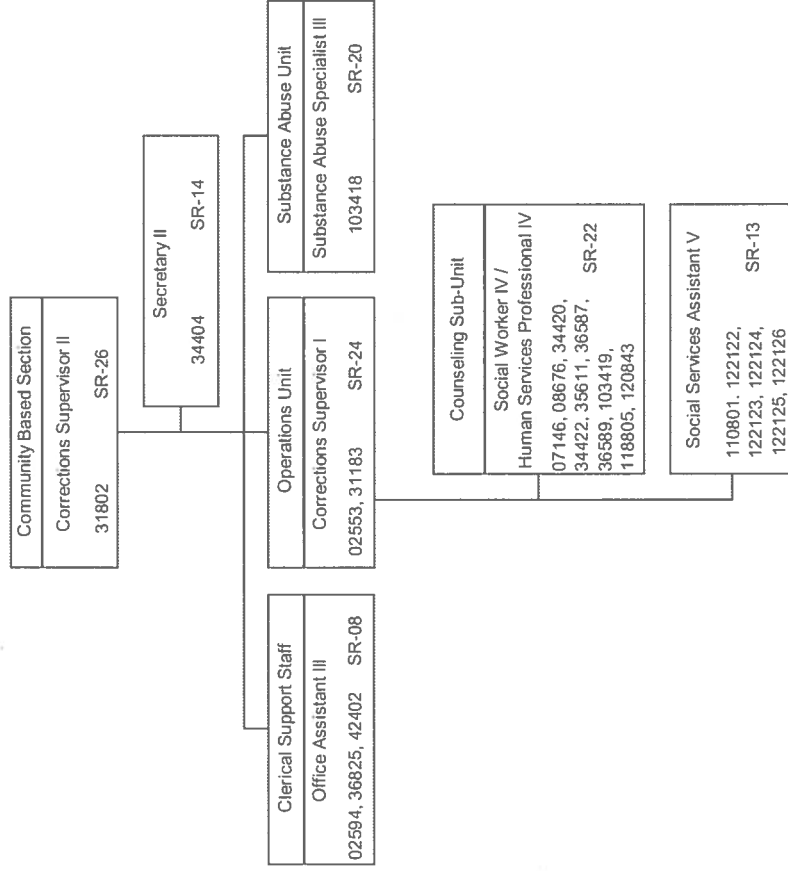 Community Based Section
Corrections Supervisor II
31802 SR-26
Secretary II
34404 SR-14
Clerical Support Staff
Office Assistant III
02594, 36825, 42402 SR-08
Operations Unit
Corrections Supervisor I
02553, 31183 SR-24
Substance Abuse Unit
Substance Abuse Specialist III
103418 SR-20
Counseling Sub-Unit
Social Worker IV /
Human Services Professional IV
07146, 08676, 34420,
34422, 35611, 36587,
36589, 103419, SR-22
118805, 120843
Social Services Assistant V
110801. 122122,
122123, 122124, SR-13
122125, 122126